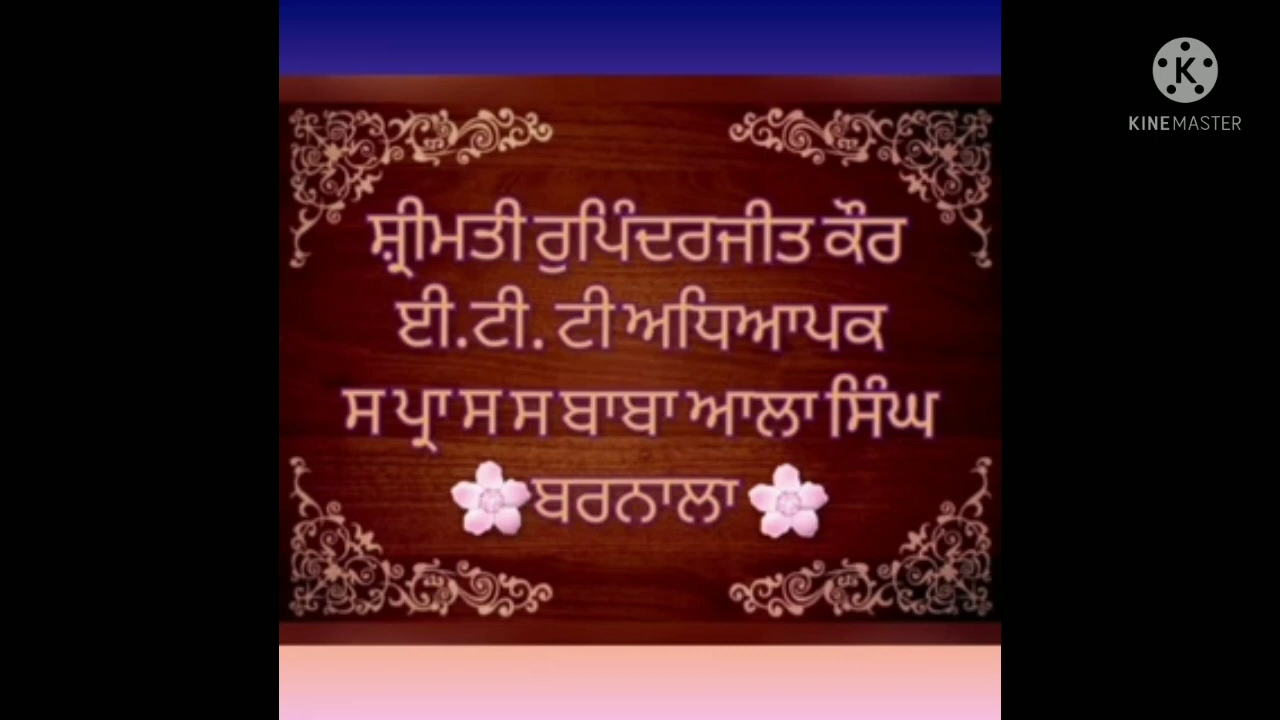 ਸ਼੍ਰੀਮਤੀ ਰੁਪਿੰਦਰਜੀਤ ਕੌਰ
ਈ.ਟੀ. ਟੀ ਅਧਿਆਪਕ
ਸ ਪ੍ਰਾ ਸ ਸ ਬਾਬਾ ਆਲਾ ਸਿੰਘ
ਬਰਨਾਲਾ
KINEMASTER